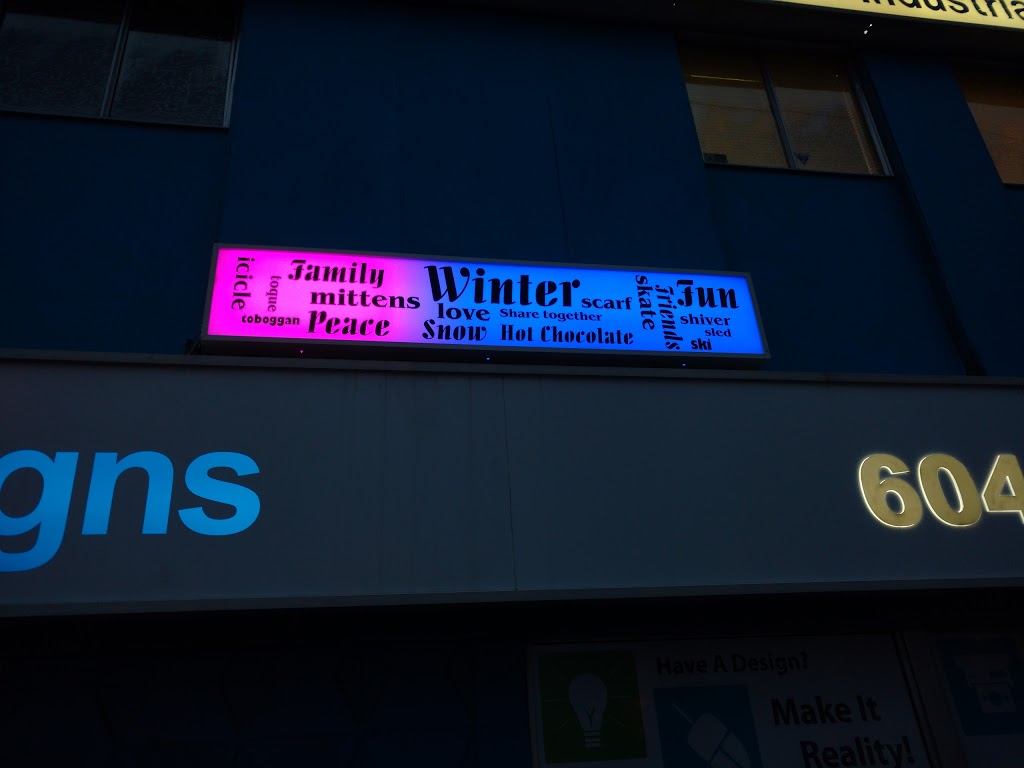 Industria
icicle
toque
toboggan
Family
mittens
Peace
Winter
love
Share together
scarf
Snow Hot Chocolate
skate
Friends
Fun
shiver
sled
ski
gns
604
Have A Design?
Make It
Reality!